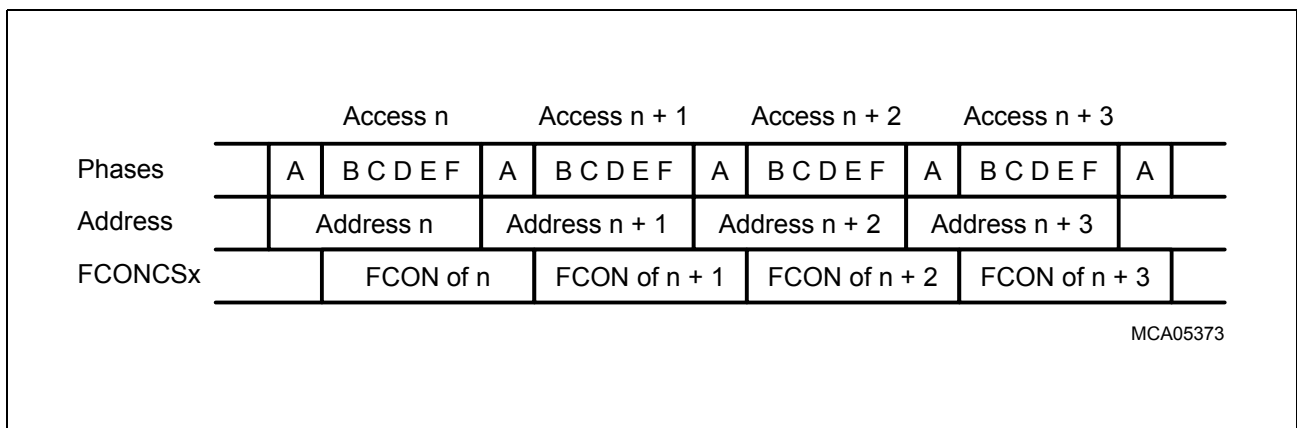 Access n Access n + 1 Access n + 2 Access n + 3
Phases A B C D E F A B C D E F A B C D E F A B C D E F A
Address Address n Address n + 1 Address n + 2 Address n + 3
FCONCSx FCON of n FCON of n + 1 FCON of n + 2 FCON of n + 3
MCA05373